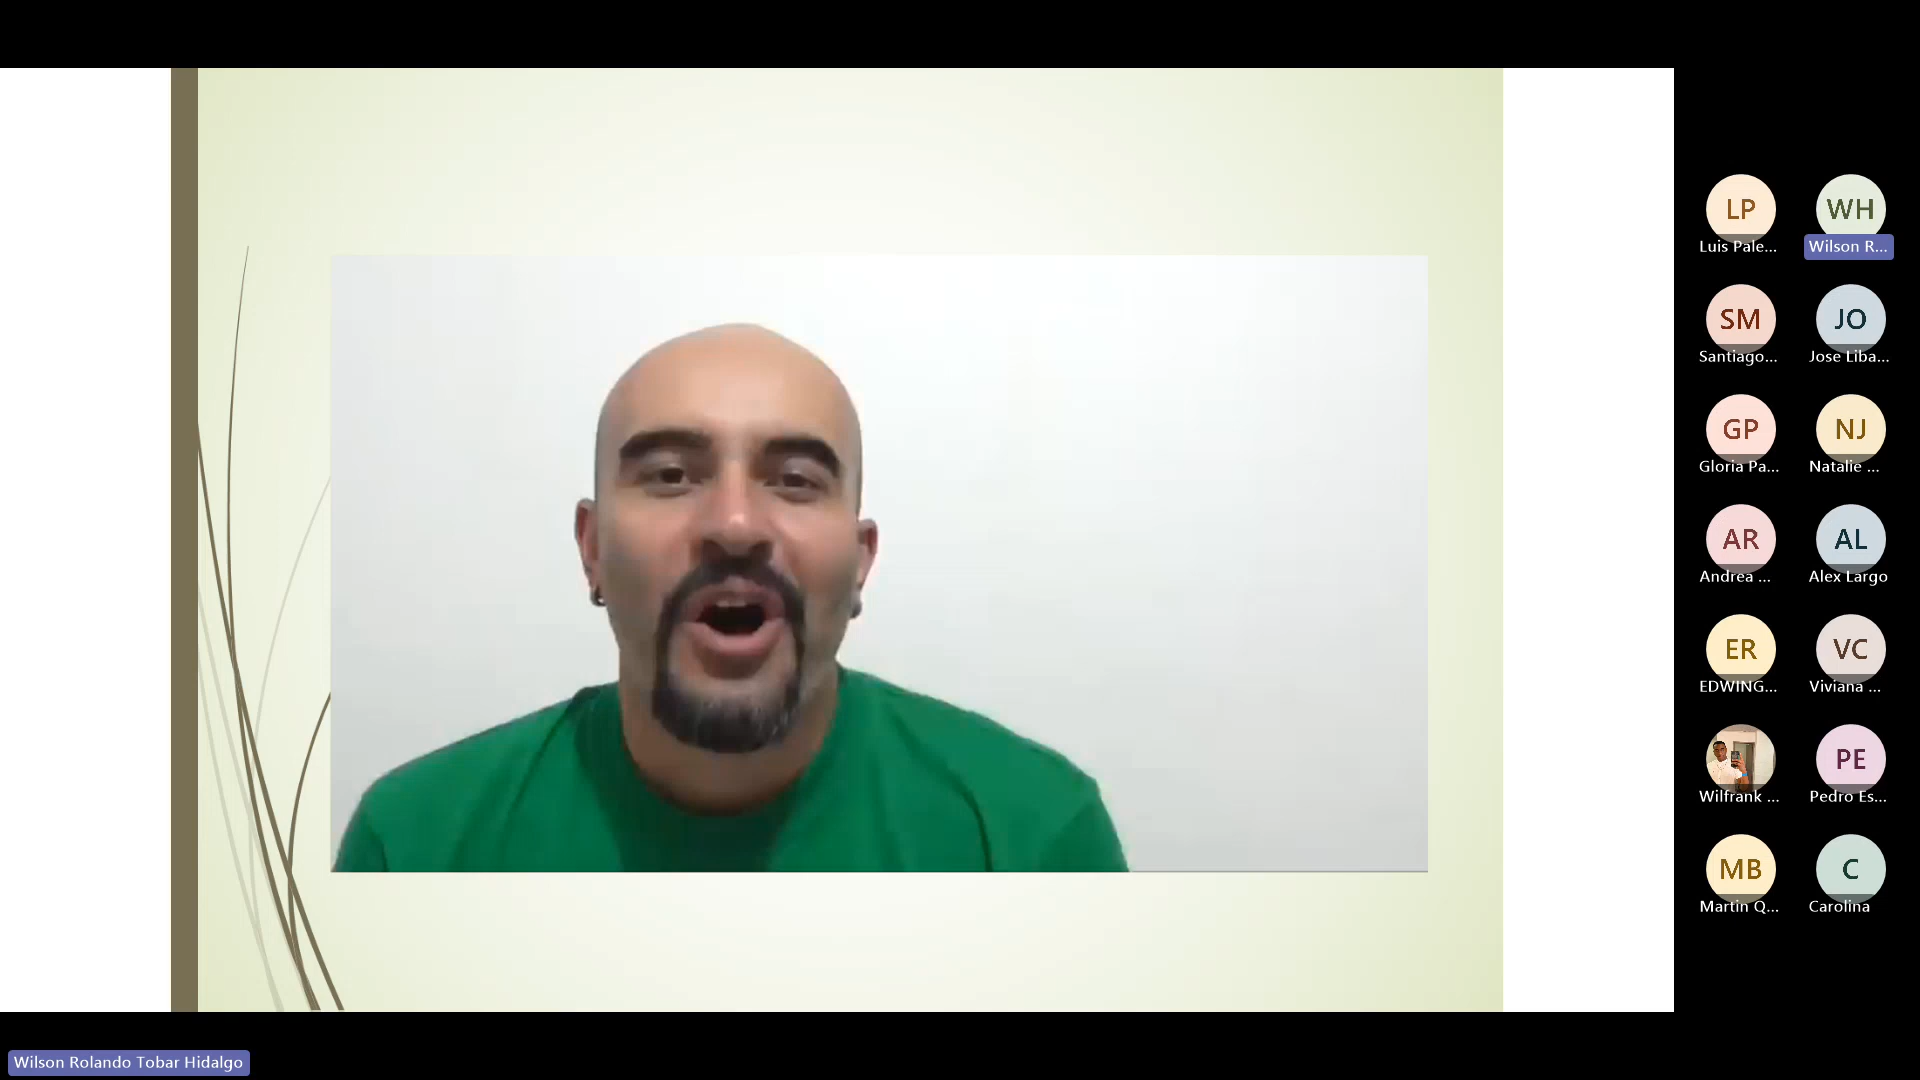 LP
WH
Luis Pale...
Wilson R...
SM
JO
Santiago...
Jose Liba...
GP
NJ
Gloria Pa...
Natalie ...
AR
AL
Andrea ...
Alex Largo
ER
VC
EDWING...
Viviana ...
PE
Wilfrank ...
Pedro Es...
MB
C
Martin Q...
Carolina
Wilson Rolando Tobar Hidalgo